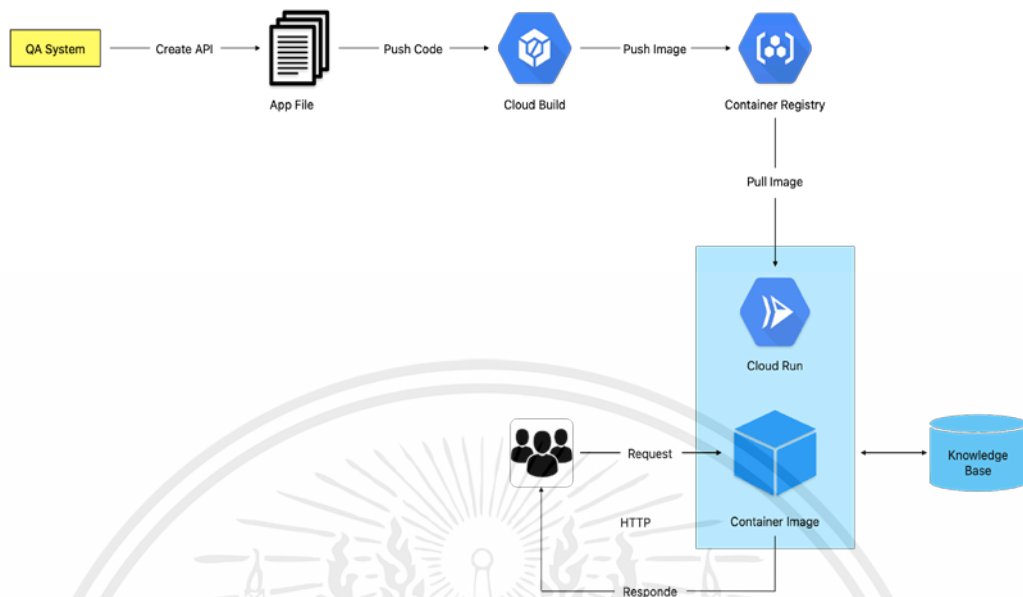 QA System
Create API
Push Code
Push Image
App File
Cloud Build
Container Registry
Pull Image
Cloud Run
Request
Knowledge
Base
HTTP
Container Image
Responde